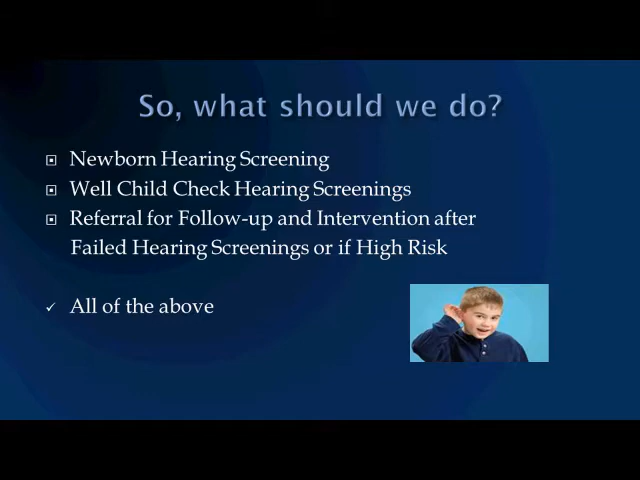 So, what should we do?
Newborn Hearing Screening
Well Child Check Hearing Screenings
Referral for Follow-up and Intervention after
Failed Hearing Screenings or if High Risk
All of the above